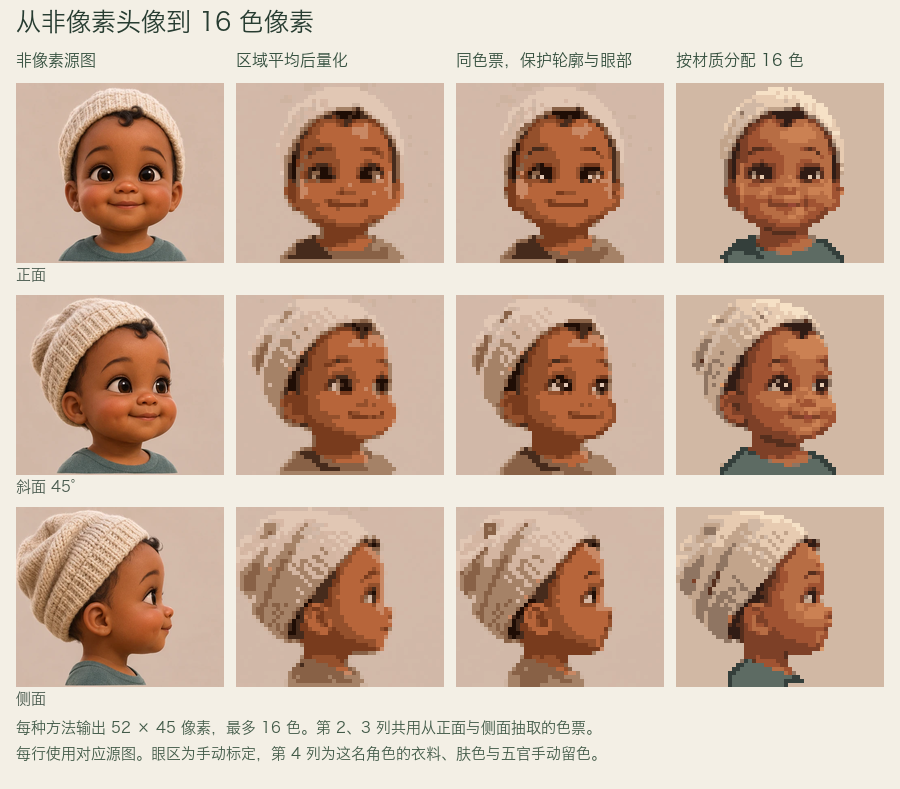 从非像素头像到 16 色像素
非像素源图
区域平均后量化
同色票，保护轮廓与眼部
按材质分配 16 色
正面
斜面 45°
侧面
每种方法输出 52 × 45 像素，最多 16 色。第 2、3 列共用从正面与侧面抽取的色票。
每行使用对应源图。眼区为手动标定，第 4 列为这名角色的衣料、肤色与五官手动留色。